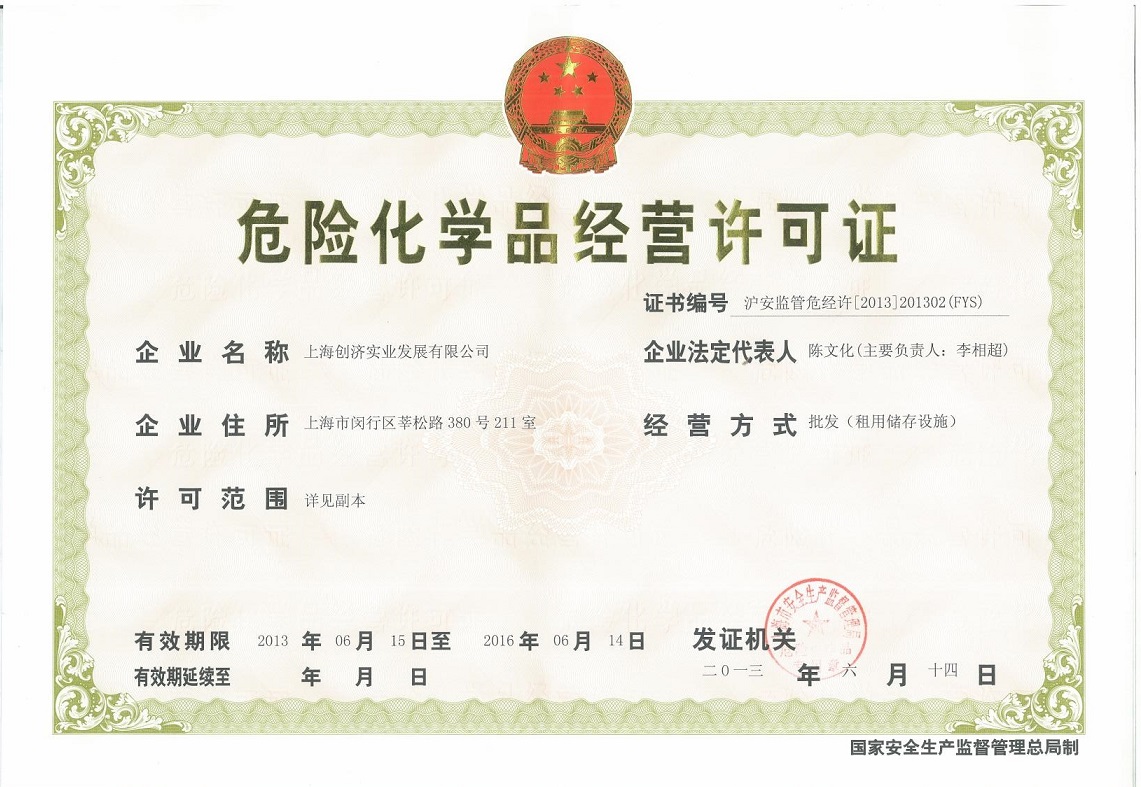 危险化学品经营许可证
证书编号 沪安监管危经许[2013]201302(FYS)
企业名称 上海创济实业发展有限公司
企业法定代表人 陈文化(主要负责人：李相超)
企业住所 上海市闵行区莘松路380号211室
经营方式 批发（租用储存设施）
许可范围 详见副本
有效期限 2013 年 06 月 15 日至 2016 年 06 月 14 日
发证机关
有效期延续至 年 月 日
二0一三 年 六 月 十四 日
国家安全生产监督管理总局制